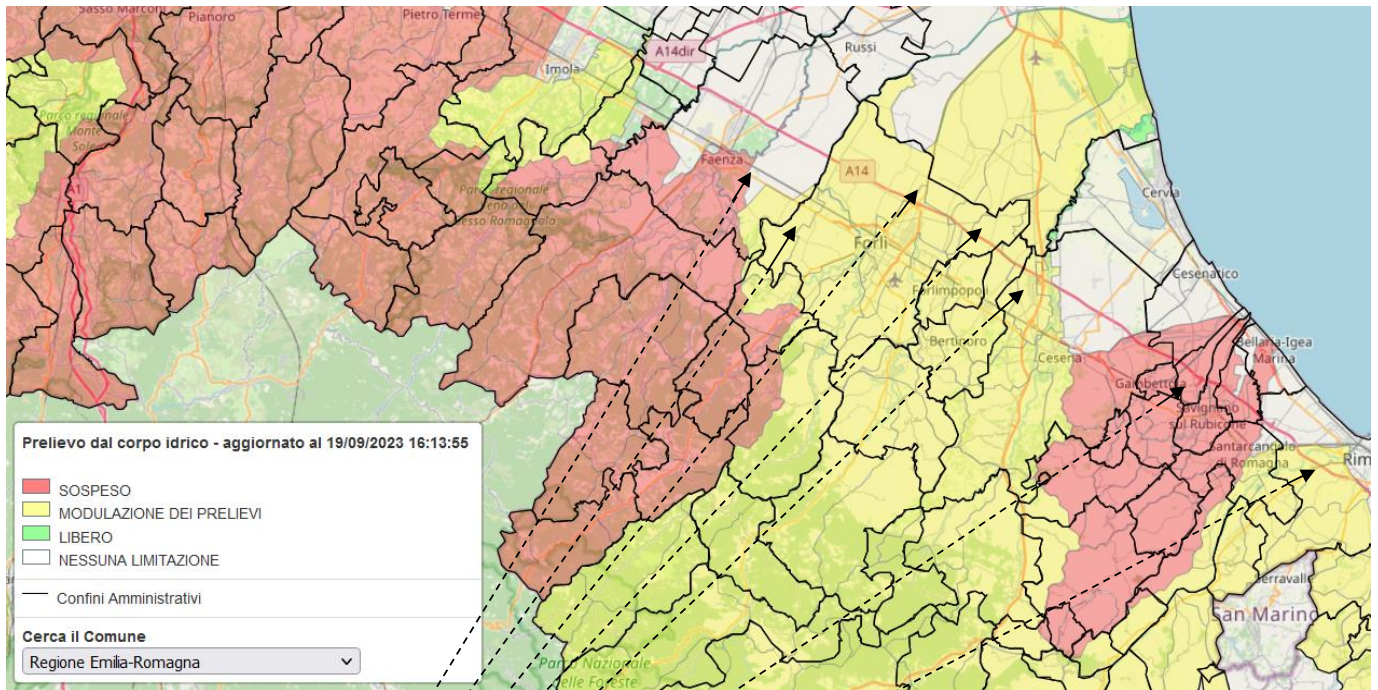 Sasso Marconi
Pianoro
Pietro Terme
A14dir
Russi
Imola
Parco regionale
Monte
Sole
A1
Faenza
A14
Parco regionale
Vena del
Gesso Romagnola
Cervia
Forlì
Cesenatico
Forlimpopoli
Bertinoro
Cesena
Bellaria-Igea
Marina
Gambettola
Savignano
sul Rubicone
Santarcangelo
di Romagna
Rim
Serravalle
San Marino
Parco Nazionale
delle Foreste
Prelievo dal corpo idrico - aggiornato al 19/09/2023 16:13:55
SOSPESO
MODULAZIONE DEI PRELIEVI
LIBERO
NESSUNA LIMITAZIONE
Confini Amministrativi
Cerca il Comune
Regione Emilia-Romagna